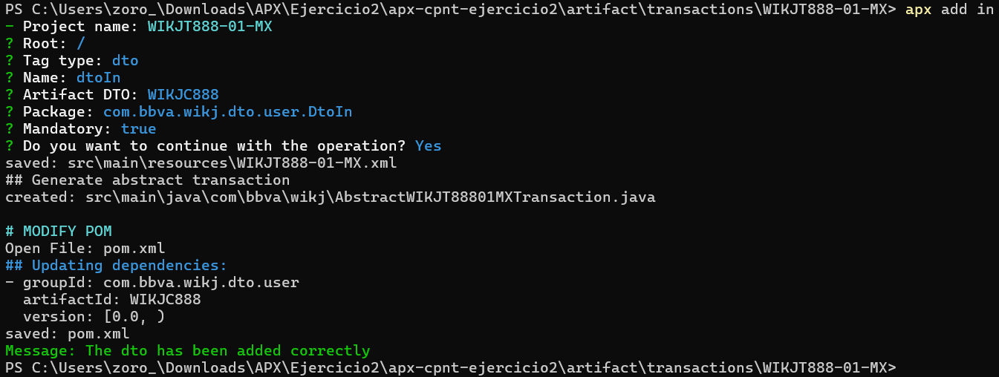 PS C:\Users\zoro_\Downloads\APX\Ejercicio2\apx-cpnt-ejercicio2\artifact\transactions\WIKJT888-01-MX> apx add in
- Project name: WIKJT888-01-MX
? Root: /
? Tag type: dto
? Name: dtoIn
? Artifact DTO: WIKJC888
? Package: com.bbva.wikj.dto.user.DtoIn
? Mandatory: true
? Do you want to continue with the operation? Yes
saved: src\main\resources\WIKJT888-01-MX.xml
## Generate abstract transaction
created: src\main\java\com\bbva\wikj\AbstractWIKJT88801MXTransaction.java

# MODIFY POM
Open File: pom.xml
## Updating dependencies:
- groupId: com.bbva.wikj.dto.user
  artifactId: WIKJC888
  version: [0.0, )
saved: pom.xml
Message: The dto has been added correctly
PS C:\Users\zoro_\Downloads\APX\Ejercicio2\apx-cpnt-ejercicio2\artifact\transactions\WIKJT888-01-MX>